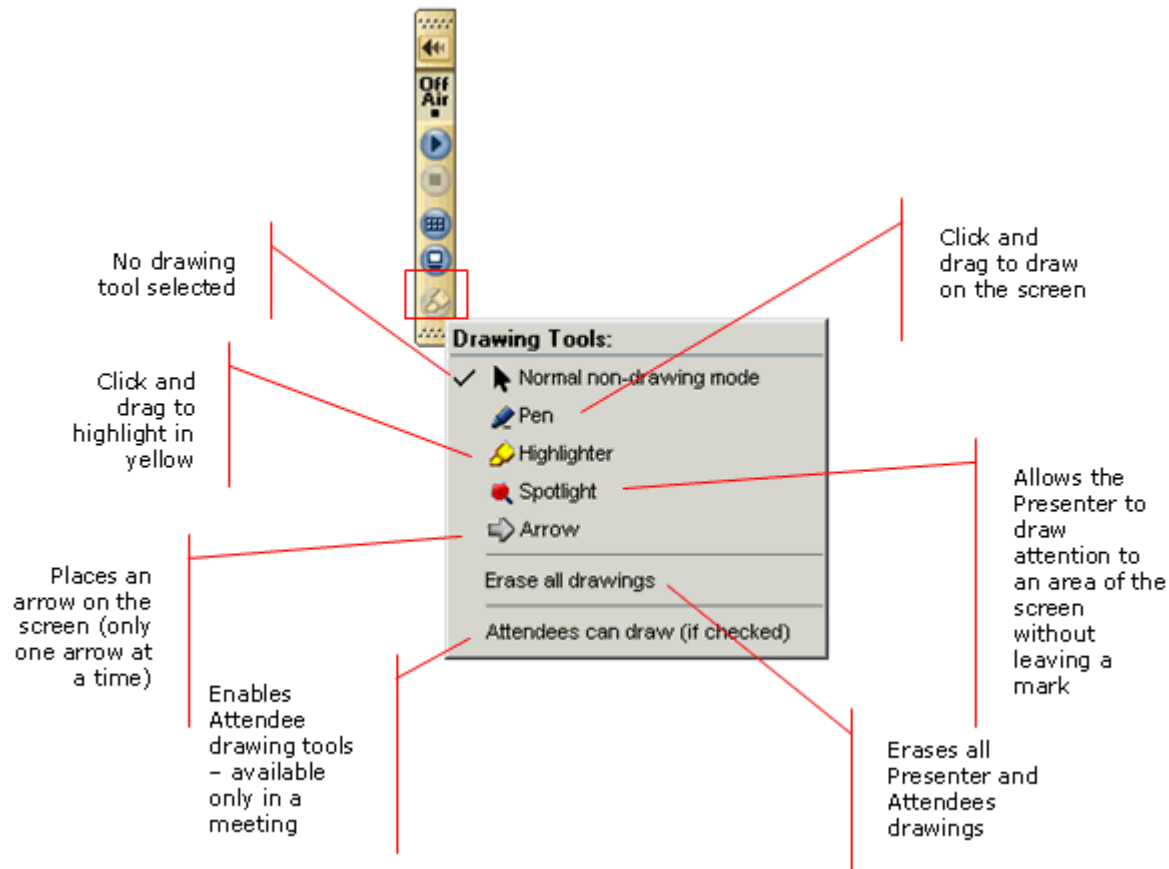 Off
Air
No drawing
tool selected
Click and
drag to draw
on the screen
Drawing Tools:
Normal non-drawing mode
Pen
Highlighter
Spotlight
Arrow
Erase all drawings
Attendees can draw (if checked)
Click and
drag to
highlight in
yellow
Allows the
Presenter to
draw
attention to
an area of the
screen
without
leaving a
mark
Places an
arrow on the
screen (only
one arrow at
a time)
Enables
Attendee
drawing tools
– available
only in a
meeting
Erases all
Presenter and
Attendees
drawings